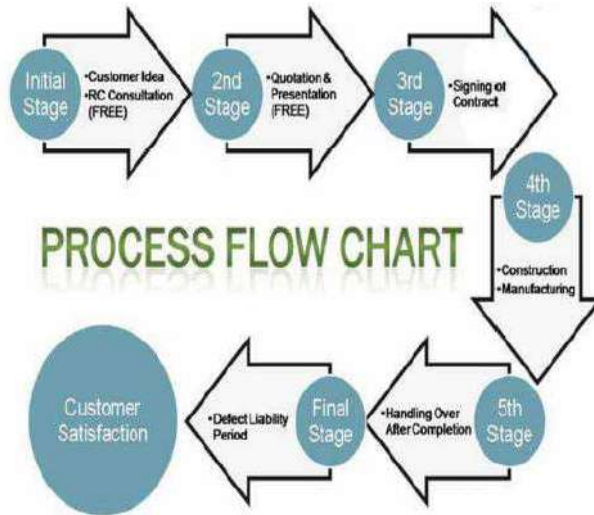 Initial
Stage
•Customer Idea
•RC Consultation
(FREE)
2nd
Stage
•Quotation &
Presentation
(FREE)
3rd
Stage
•Signing of
Contract
4th
Stage
•Construction
•Manufacturing
PROCESS FLOW CHART
5th
Stage
•Handling Over
After Completion
Final
Stage
•Defect Liability
Period
Customer
Satisfaction